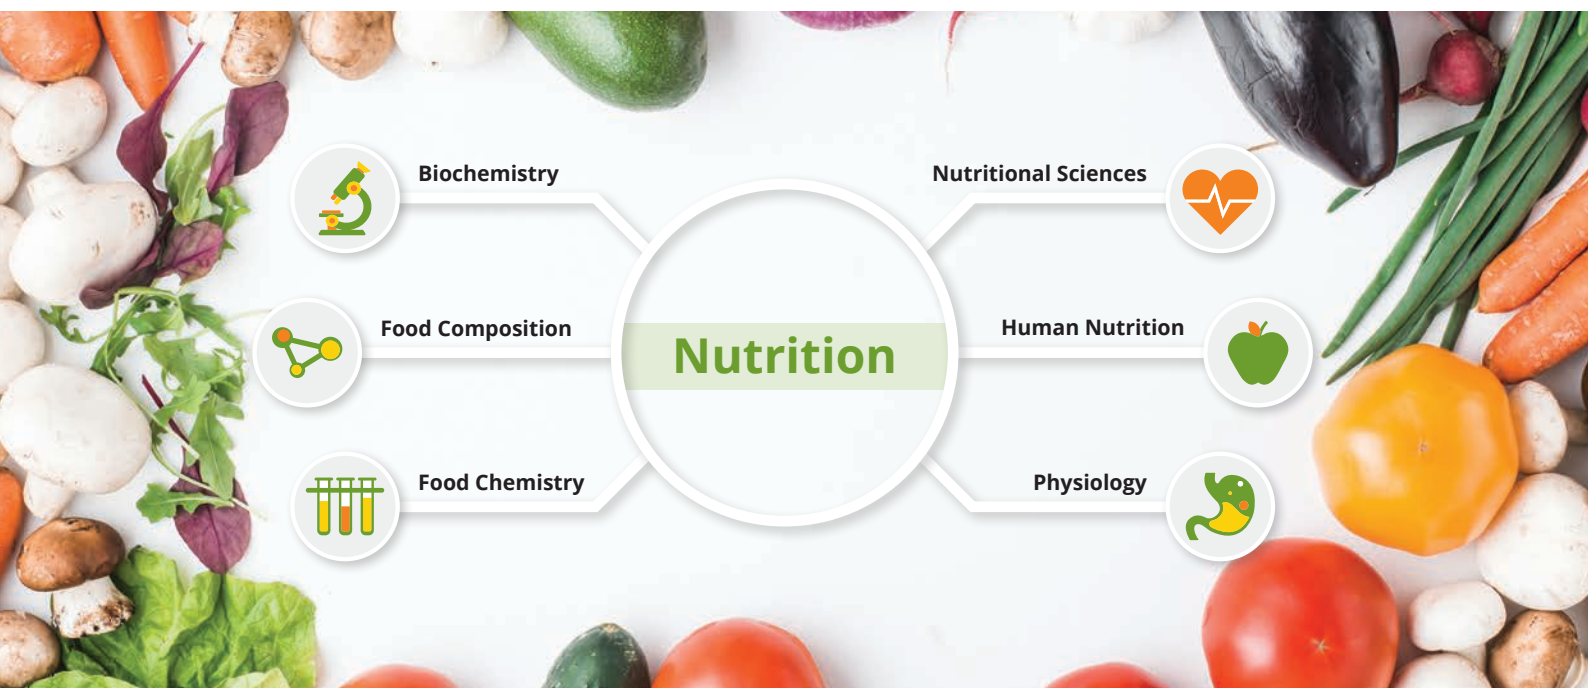 Biochemistry
Nutritional Sciences
Food Composition
Human Nutrition
Nutrition
Food Chemistry
Physiology